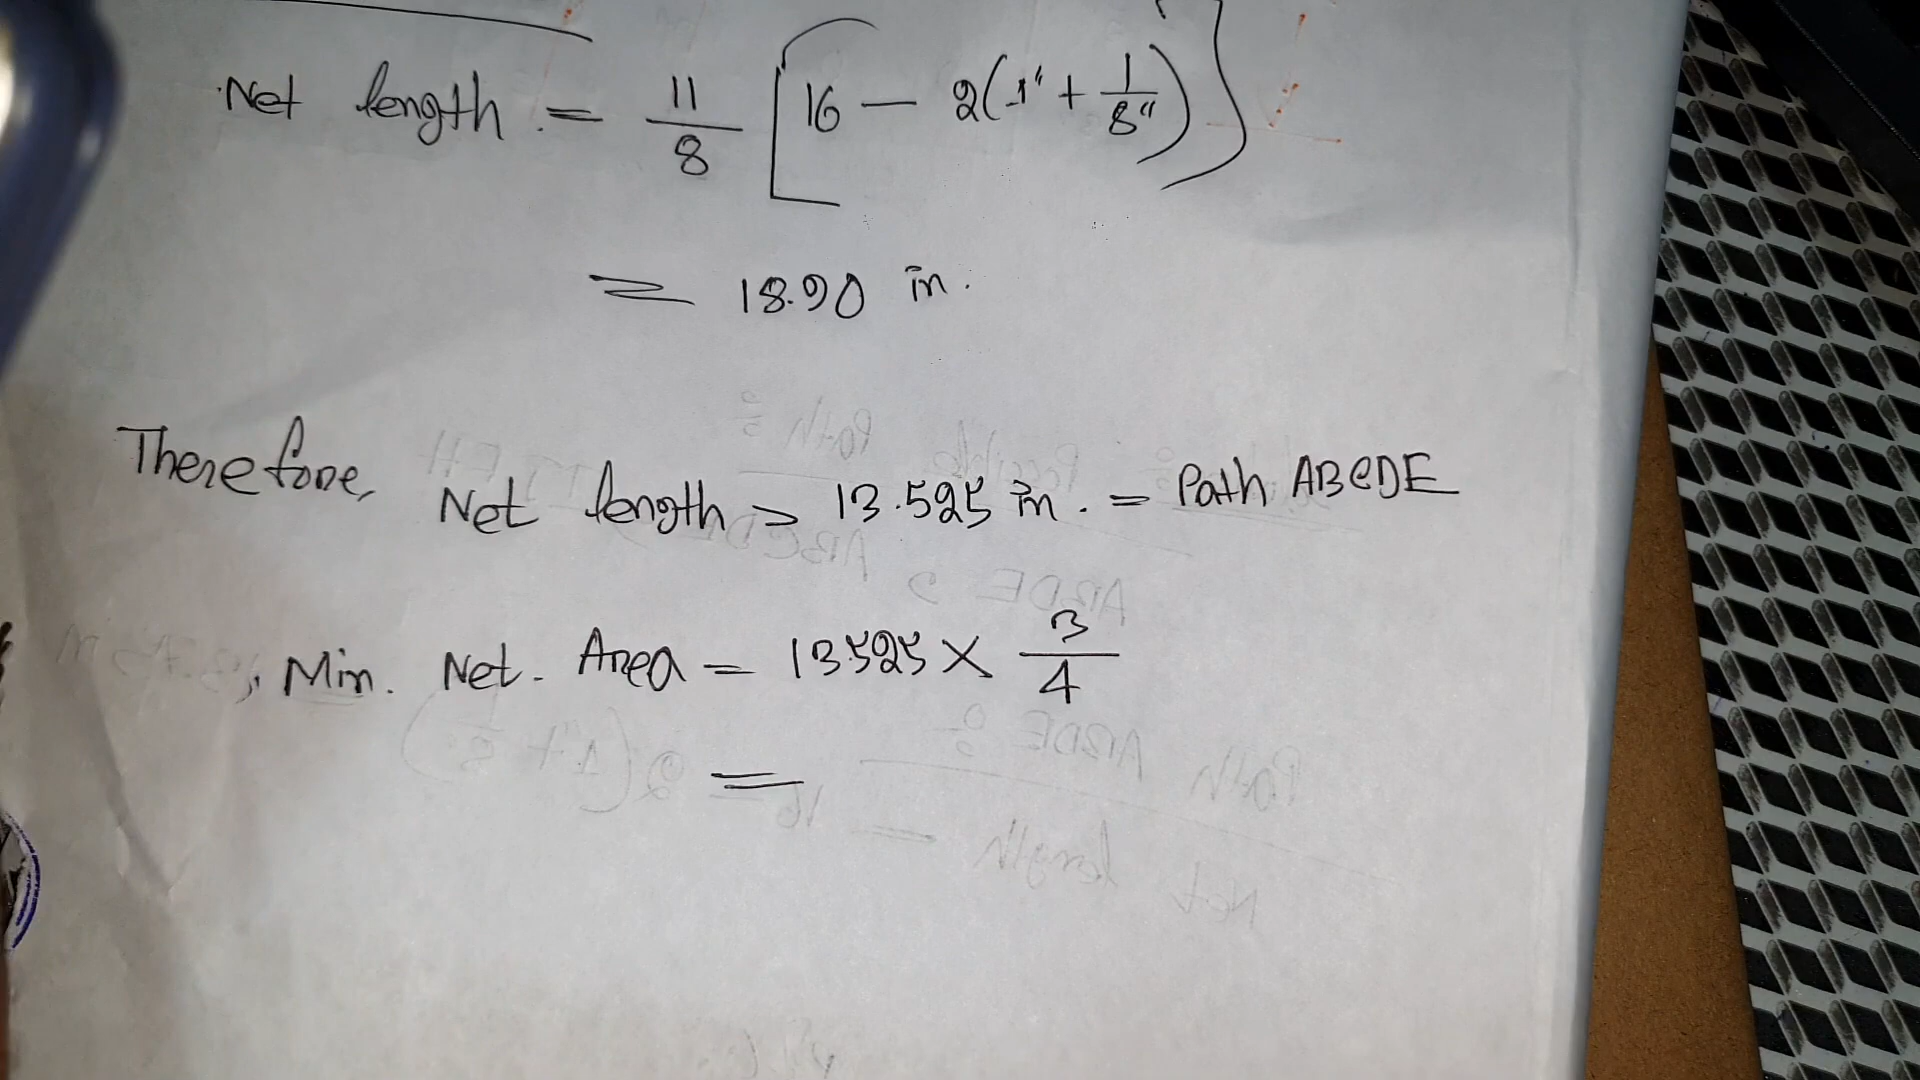 Net length = 11/8 [16 - 2(1" + 1/8")]
= 18.90 in.
Therefore, Net length = 13.525 in. = Path ABCDE
Min. Net. Area = 13.525 × 3/4
=